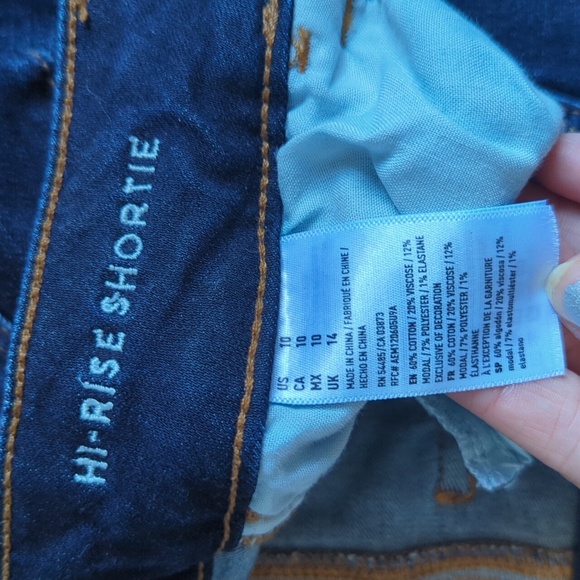 HI-RISE SHORTIE
US 10
CA 10
MX 10
UK 14
MADE IN CHINA / FABRIQUÉ EN CHINE /
HECHO EN CHINA
RN 54485 / CA 03873
RFC# AEM120605U9A
EN 60% COTTON / 20% VISCOSE / 12%
MODAL / 7% POLYESTER / 1% ELASTANE
EXCLUSIVE OF DECORATION
FR 60% COTON / 20% VISCOSE / 12%
MODAL / 7% POLYESTER / 1%
ÉLASTHANNE
À L'EXCEPTION DE LA GARNITURE
SP 60% algodón / 20% viscosa / 12%
modal / 7% elastomultiéster / 1%
elastano